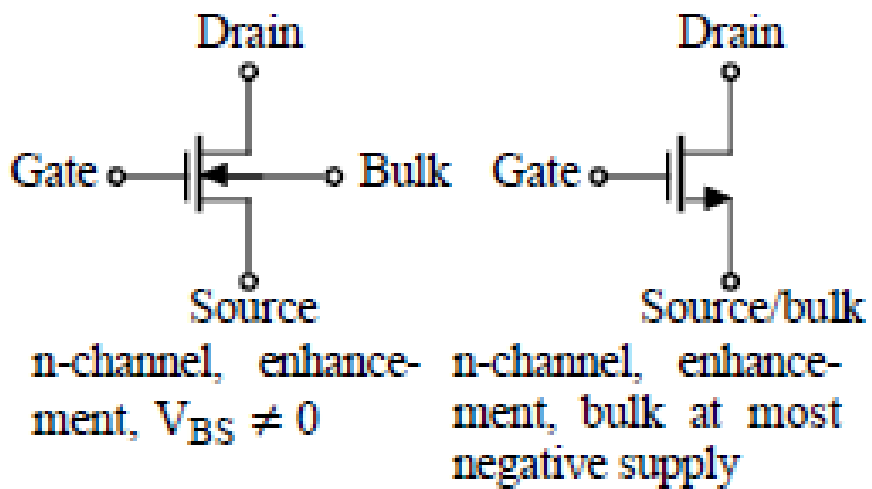 Drain
Gate
Bulk
Source
n-channel, enhance-
ment, VBS ≠ 0
Drain
Gate
Source/bulk
n-channel, enhance-
ment, bulk at most
negative supply